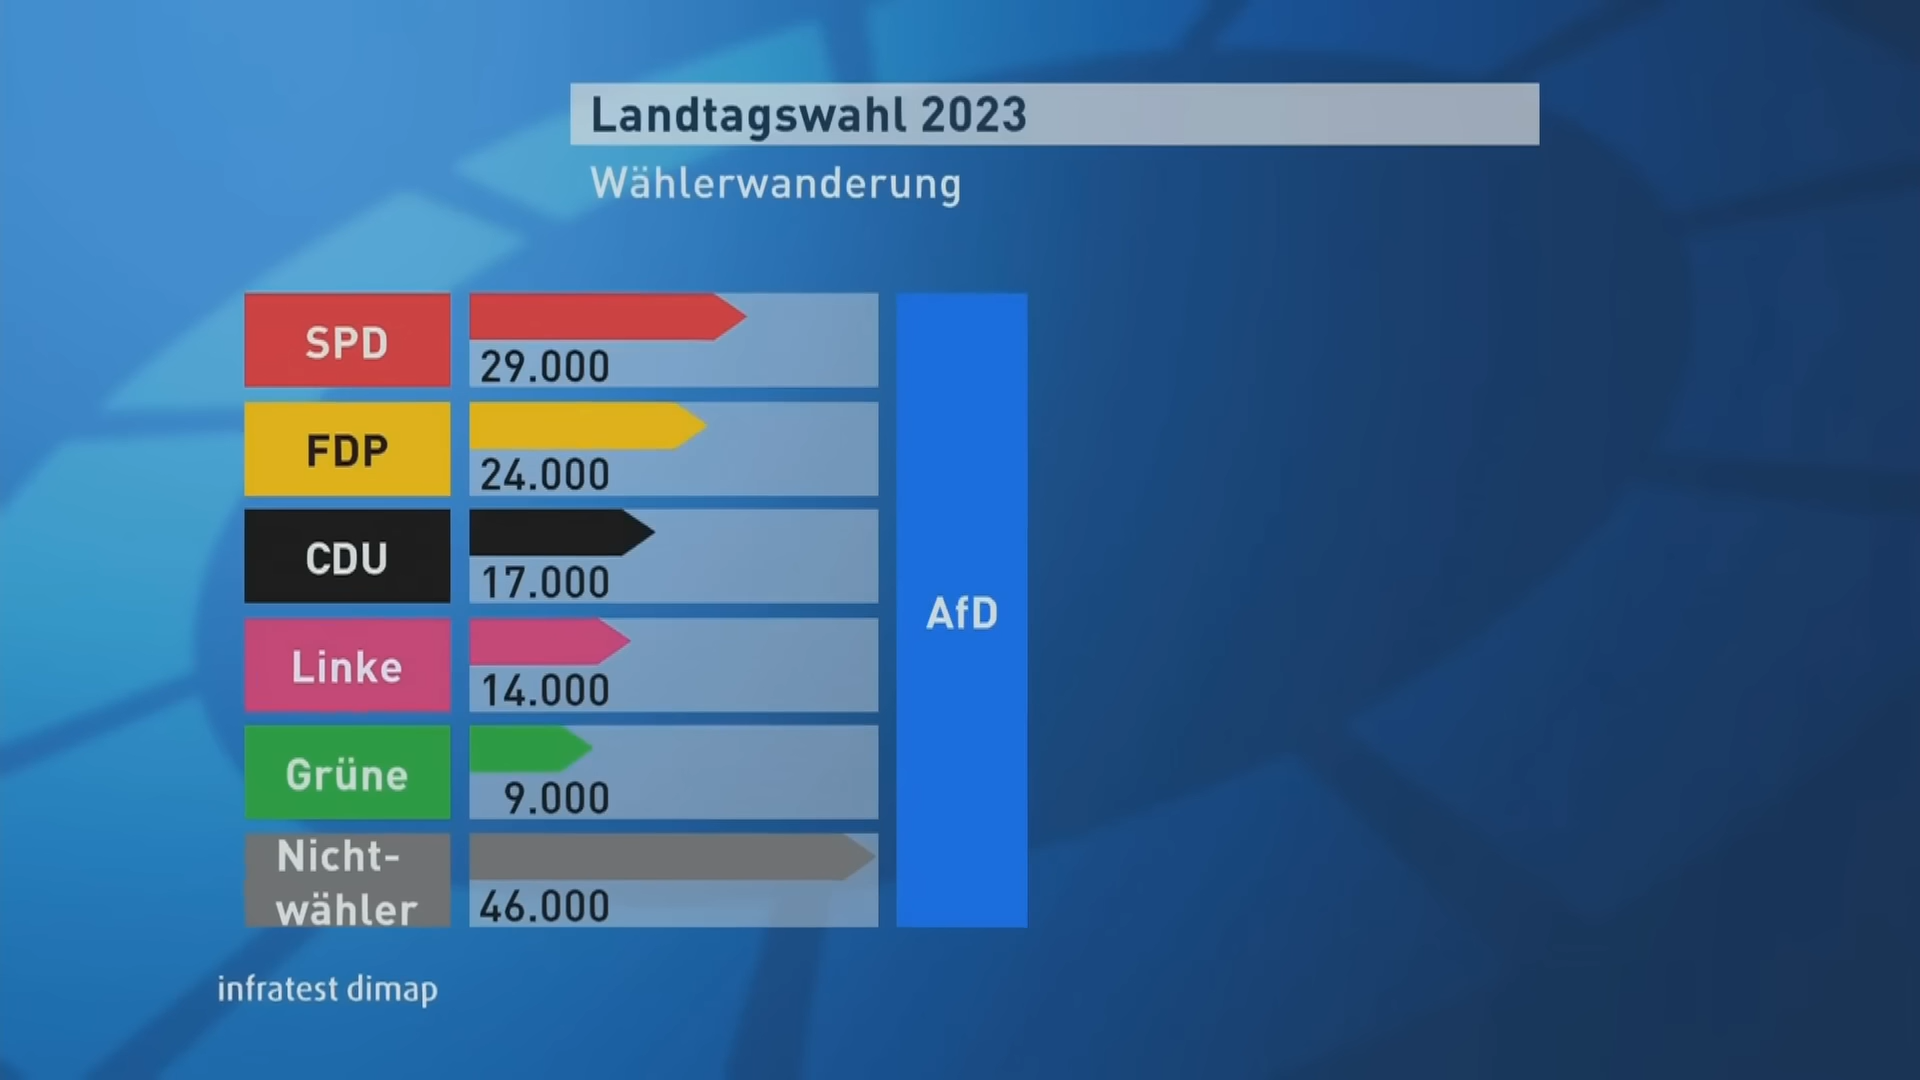 Landtagswahl 2023
Wählerwanderung
SPD
29.000
FDP
24.000
CDU
17.000
Linke
14.000
Grüne
9.000
Nicht-
wähler
46.000
AfD
infratest dimap